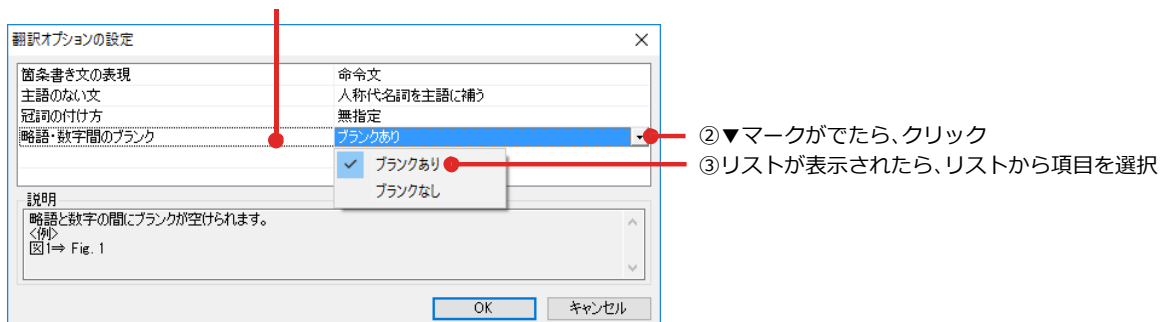 翻訳オプションの設定
箇条書き文の表現 命令文
主語のない文 人称代名詞を主語に補う
冠詞の付け方 無指定
略語・数字間のブランク ブランクあり
②▼マークがでたら、クリック
ブランクあり
③リストが表示されたら、リストから項目を選択
ブランクなし
説明
略語と数字の間にブランクが空けられます。
<例>
図1⇒ Fig. 1
OK キャンセル